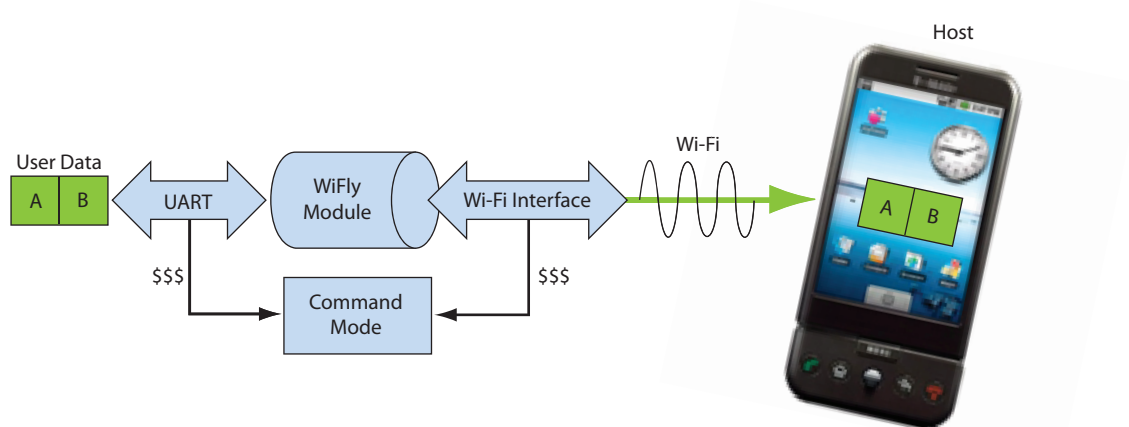 Host
Wi-Fi
User Data
A B
UART
WiFly
Module
Wi-Fi Interface
A B
$$$
$$$
Command
Mode